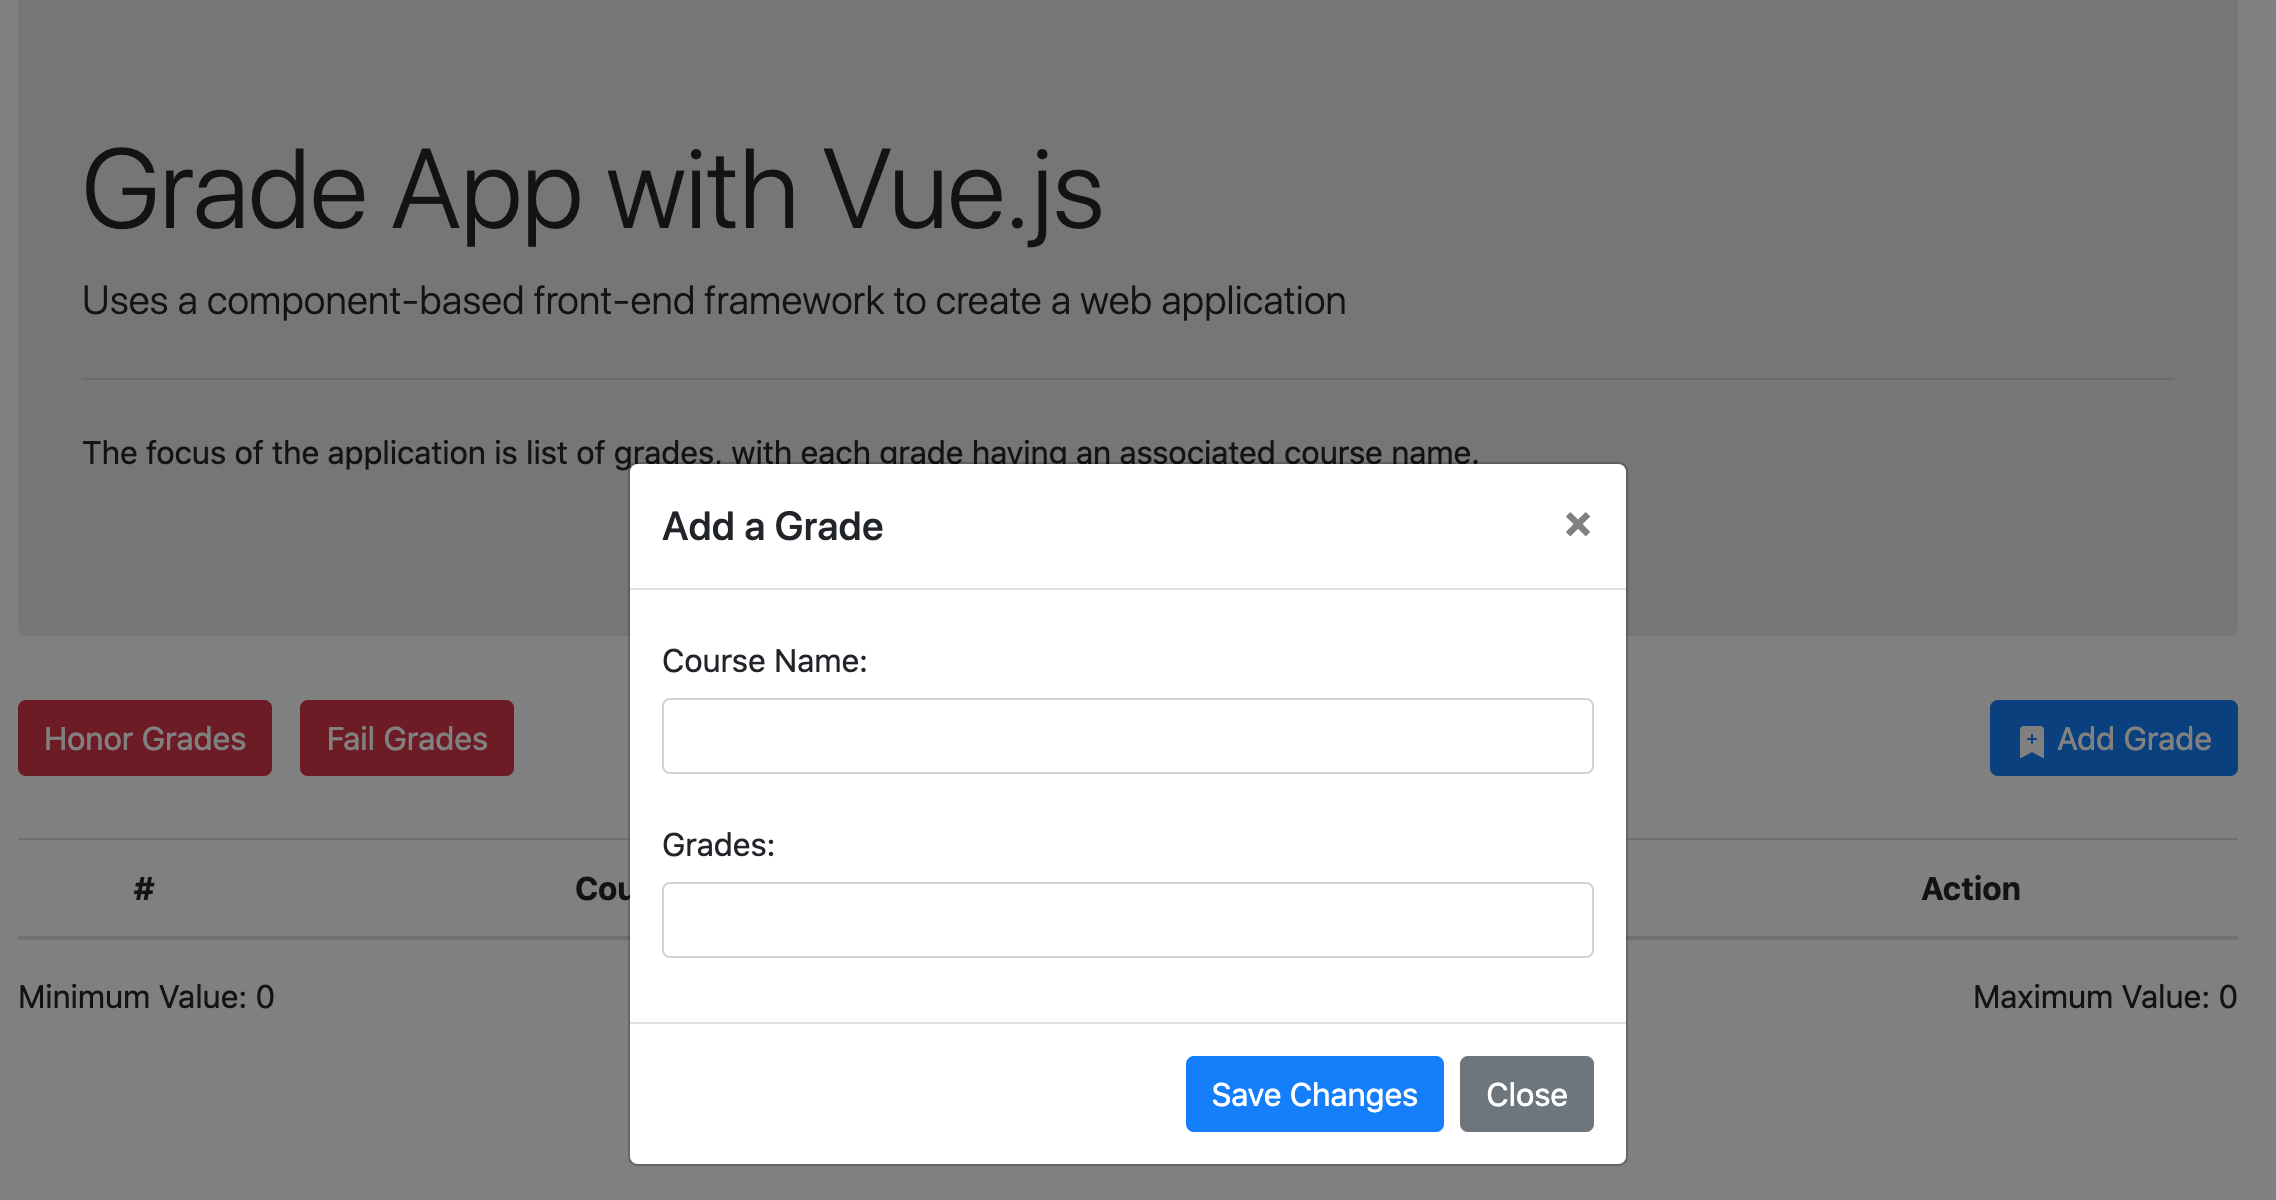 Grade App with Vue.js
Uses a component-based front-end framework to create a web application
The focus of the application is list of grades, with each grade having an associated course name.
Add a Grade
×
Course Name:
Honor Grades Fail Grades Add Grade
Grades:
# Action
Minimum Value: 0 Maximum Value: 0
Save Changes Close